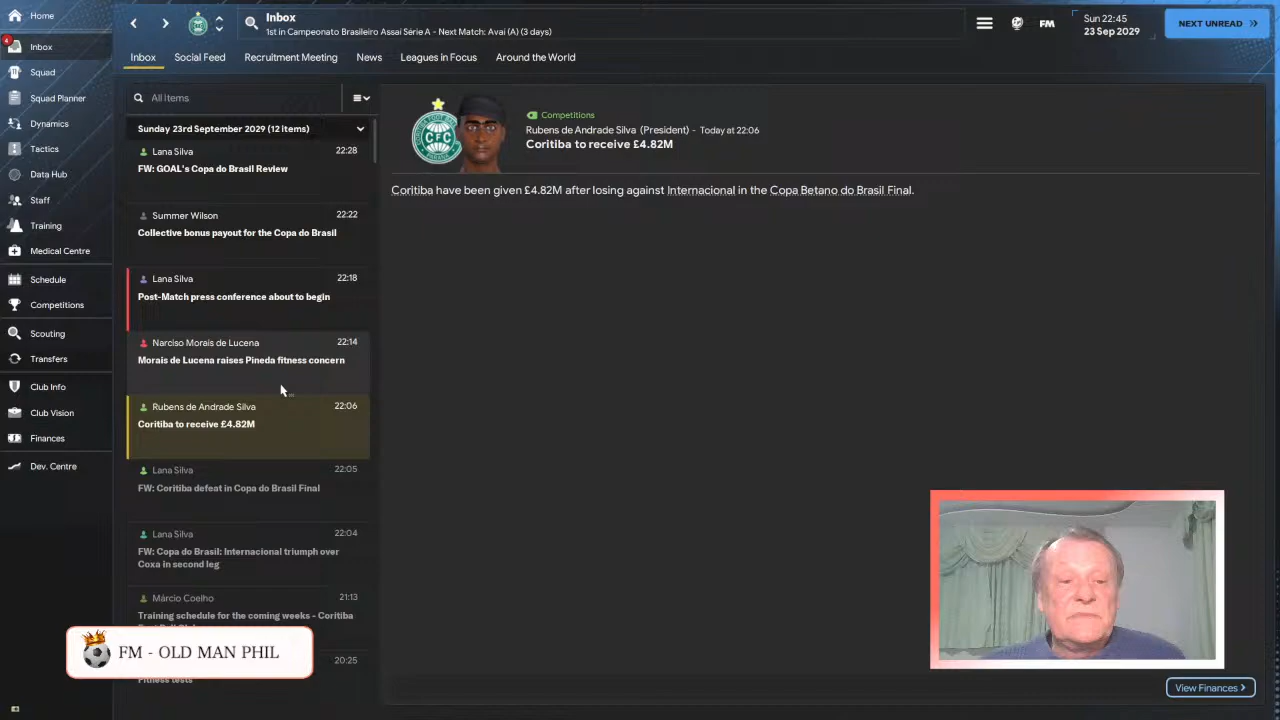 Home
Inbox
1st in Campeonato Brasileiro Assaí Série A - Next Match: Avaí (A) (3 days)
FM
Sun 22:45
23 Sep 2029
NEXT UNREAD
4
Inbox
Squad
Squad Planner
Dynamics
Tactics
Data Hub
Staff
Training
Medical Centre
Schedule
Competitions
Scouting
Transfers
Club Info
Club Vision
Finances
Dev. Centre
Inbox
Social Feed
Recruitment Meeting
News
Leagues in Focus
Around the World
All Items
Sunday 23rd September 2029 (12 items)
Lana Silva 22:28
FW: GOAL's Copa do Brasil Review
Summer Wilson 22:22
Collective bonus payout for the Copa do Brasil
Lana Silva 22:18
Post-Match press conference about to begin
Narciso Morais de Lucena 22:14
Morais de Lucena raises Pineda fitness concern
Rubens de Andrade Silva 22:06
Coritiba to receive £4.82M
Lana Silva 22:05
FW: Coritiba defeat in Copa do Brasil Final
Lana Silva 22:04
FW: Copa do Brasil: Internacional triumph over
Coxa in second leg
Márcio Coelho 21:13
Training schedule for the coming weeks - Coritiba
20:25
Fitness tests
CFC
Competitions
Rubens de Andrade Silva (President) - Today at 22:06
Coritiba to receive £4.82M
Coritiba have been given £4.82M after losing against Internacional in the Copa Betano do Brasil Final.
FM - OLD MAN PHIL
View Finances